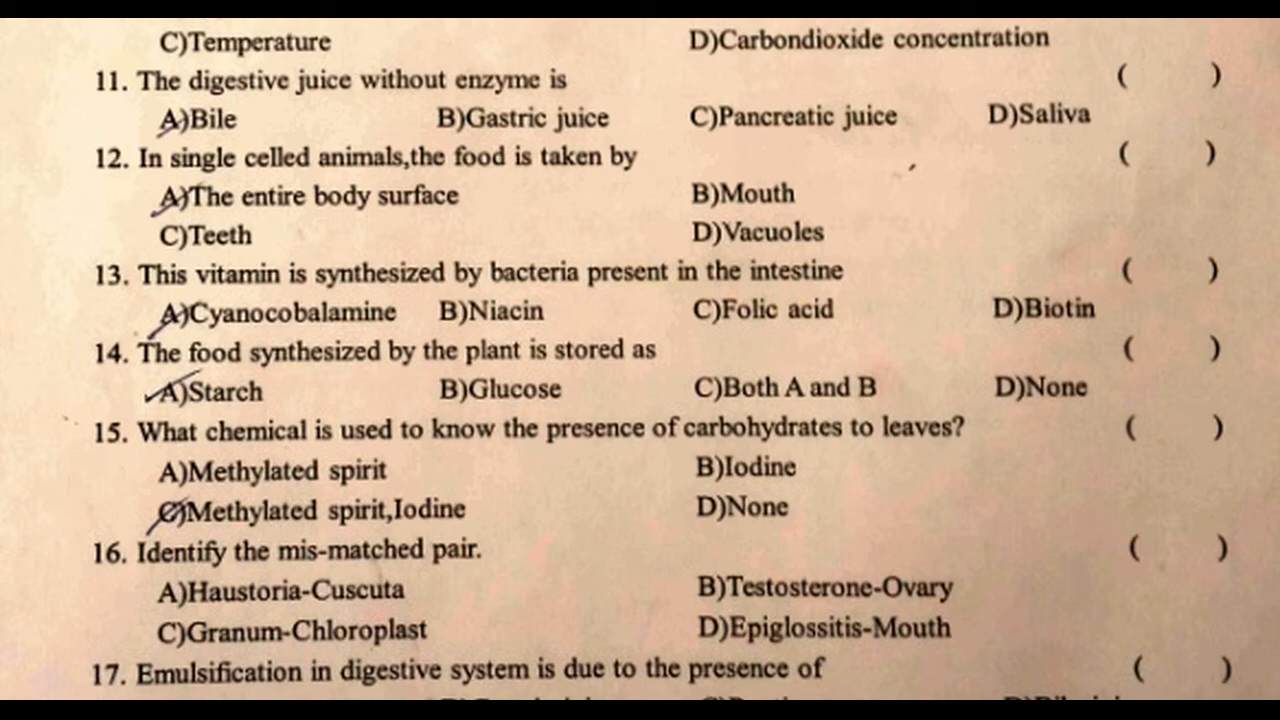 C)Temperature D)Carbondioxide concentration
11. The digestive juice without enzyme is ( )
A)Bile B)Gastric juice C)Pancreatic juice D)Saliva
12. In single celled animals,the food is taken by ( )
A)The entire body surface B)Mouth
C)Teeth D)Vacuoles
13. This vitamin is synthesized by bacteria present in the intestine ( )
A)Cyanocobalamine B)Niacin C)Folic acid D)Biotin
14. The food synthesized by the plant is stored as ( )
A)Starch B)Glucose C)Both A and B D)None
15. What chemical is used to know the presence of carbohydrates to leaves? ( )
A)Methylated spirit B)Iodine
C)Methylated spirit,Iodine D)None
16. Identify the mis-matched pair. ( )
A)Haustoria-Cuscuta B)Testosterone-Ovary
C)Granum-Chloroplast D)Epiglossitis-Mouth
17. Emulsification in digestive system is due to the presence of ( )